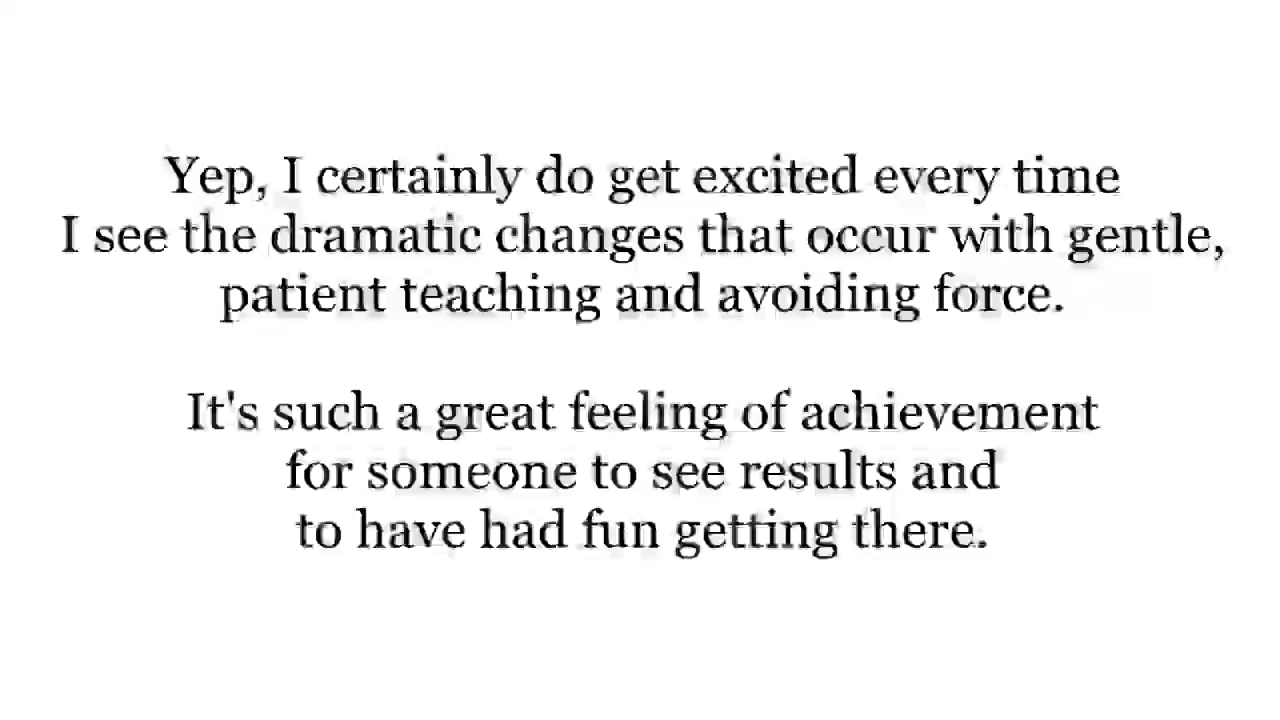 Yep, I certainly do get excited every time
I see the dramatic changes that occur with gentle,
patient teaching and avoiding force.
It's such a great feeling of achievement
for someone to see results and
to have had fun getting there.